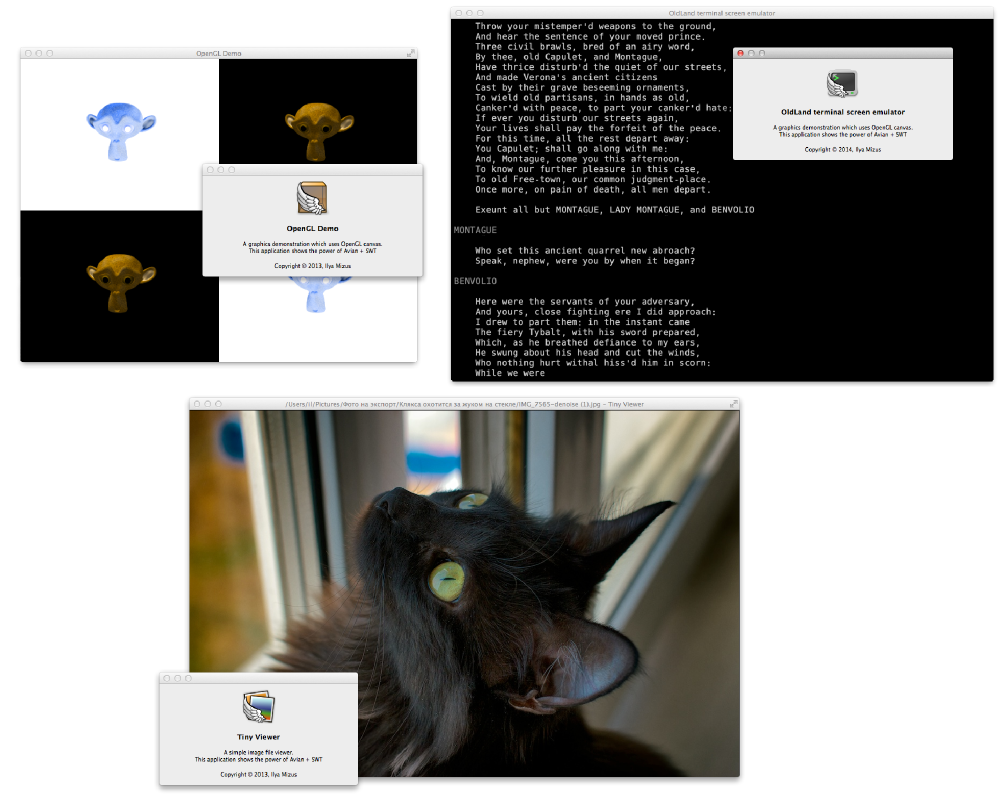 OpenGL Demo
OpenGL Demo
A graphics demonstration which uses OpenGL canvas.
This application shows the power of Avian + SWT
Copyright © 2013, Ilya Mizus
OldLand terminal screen emulator
Throw your mistemper'd weapons to the ground,
And hear the sentence of your moved prince.
Three civil brawls, bred of an airy word,
By thee, old Capulet, and Montague,
Have thrice disturb'd the quiet of our streets,
And made Verona's ancient citizens
Cast by their grave beseeming ornaments,
To wield old partisans, in hands as old,
Canker'd with peace, to part your canker'd hate:
If ever you disturb our streets again,
Your lives shall pay the forfeit of the peace.
For this time, all the rest depart away:
You Capulet; shall go along with me:
And, Montague, come you this afternoon,
To know our further pleasure in this case,
To old Free-town, our common judgment-place.
Once more, on pain of death, all men depart.
Exeunt all but MONTAGUE, LADY MONTAGUE, and BENVOLIO
MONTAGUE
Who set this ancient quarrel new abroach?
Speak, nephew, were you by when it began?
BENVOLIO
Here were the servants of your adversary,
And yours, close fighting ere I did approach:
I drew to part them: in the instant came
The fiery Tybalt, with his sword prepared,
Which, as he breathed defiance to my ears,
He swung about his head and cut the winds,
Who nothing hurt withal hiss'd him in scorn:
While we were
OldLand terminal screen emulator
A graphics demonstration which uses OpenGL canvas.
This application shows the power of Avian + SWT
Copyright © 2014, Ilya Mizus
/Users/il/Pictures/Фото на экспорт/Клякса охотится за жуком на стекле/IMG_7565-denoise (1).jpg - Tiny Viewer
Tiny Viewer
A simple image file viewer.
This application shows the power of Avian + SWT
Copyright © 2013, Ilya Mizus